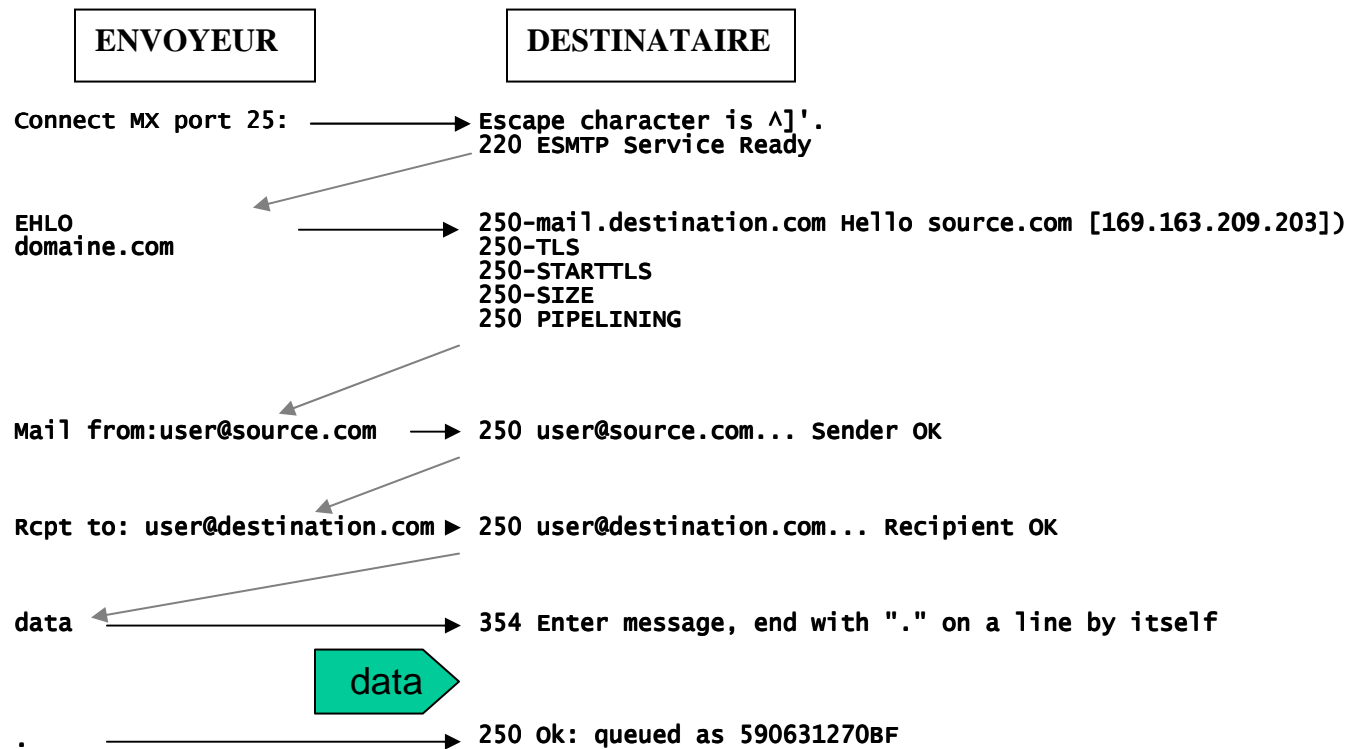 ENVOYEUR DESTINATAIRE
Connect MX port 25: Escape character is ^]'.
220 ESMTP Service Ready
EHLO 250-mail.destination.com Hello source.com [169.163.209.203])
domaine.com 250-TLS
250-STARTTLS
250-SIZE
250 PIPELINING
Mail from:user@source.com 250 user@source.com... Sender OK
Rcpt to: user@destination.com 250 user@destination.com... Recipient OK
data 354 Enter message, end with "." on a line by itself
data
. 250 Ok: queued as 590631270BF